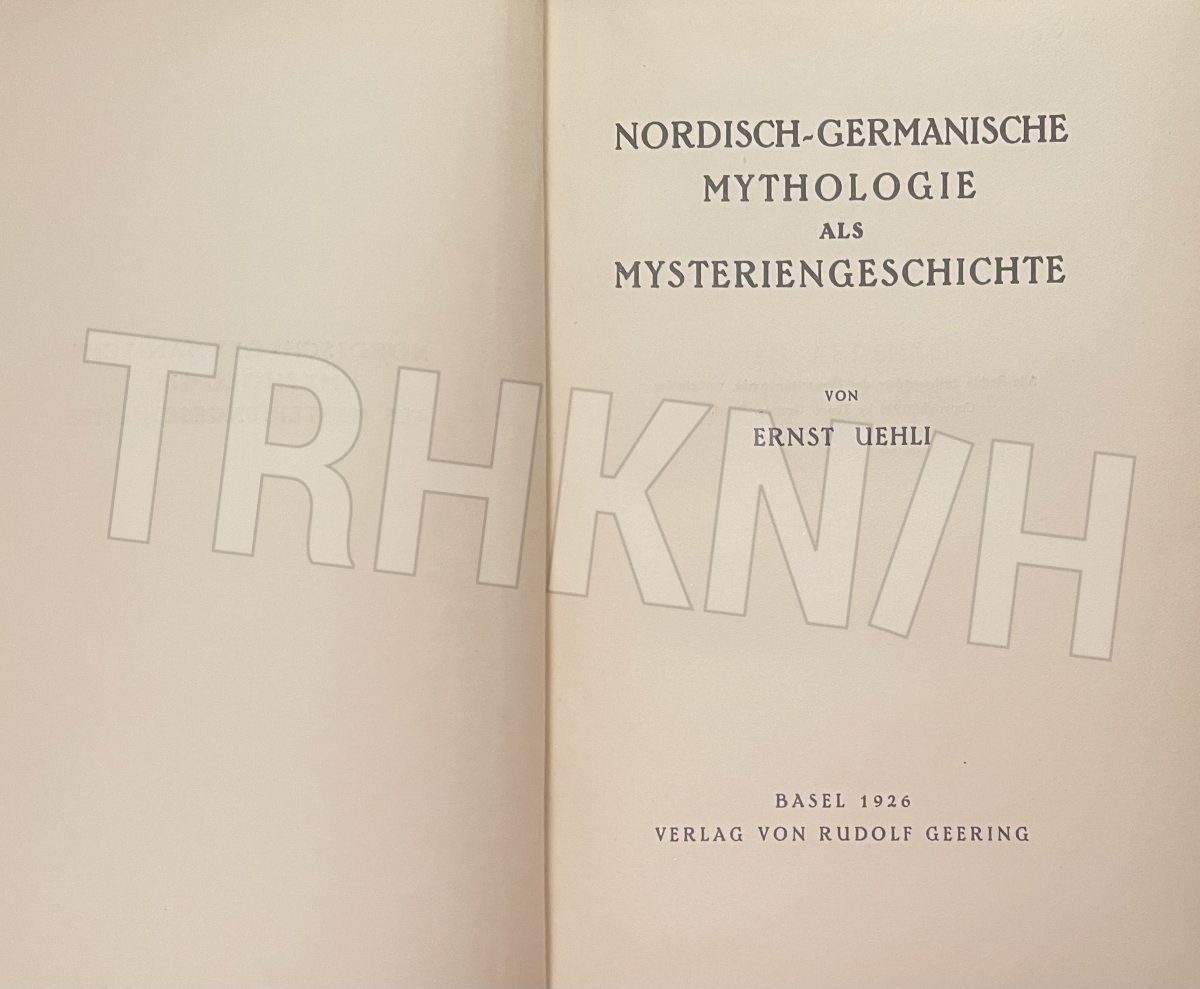 NORDISCH-GERMANISCHE
MYTHOLOGIE
ALS
MYSTERIENGESCHICHTE
VON
ERNST UEHLI
TRHKN/H
BASEL 1926
VERLAG VON RUDOLF GEERING